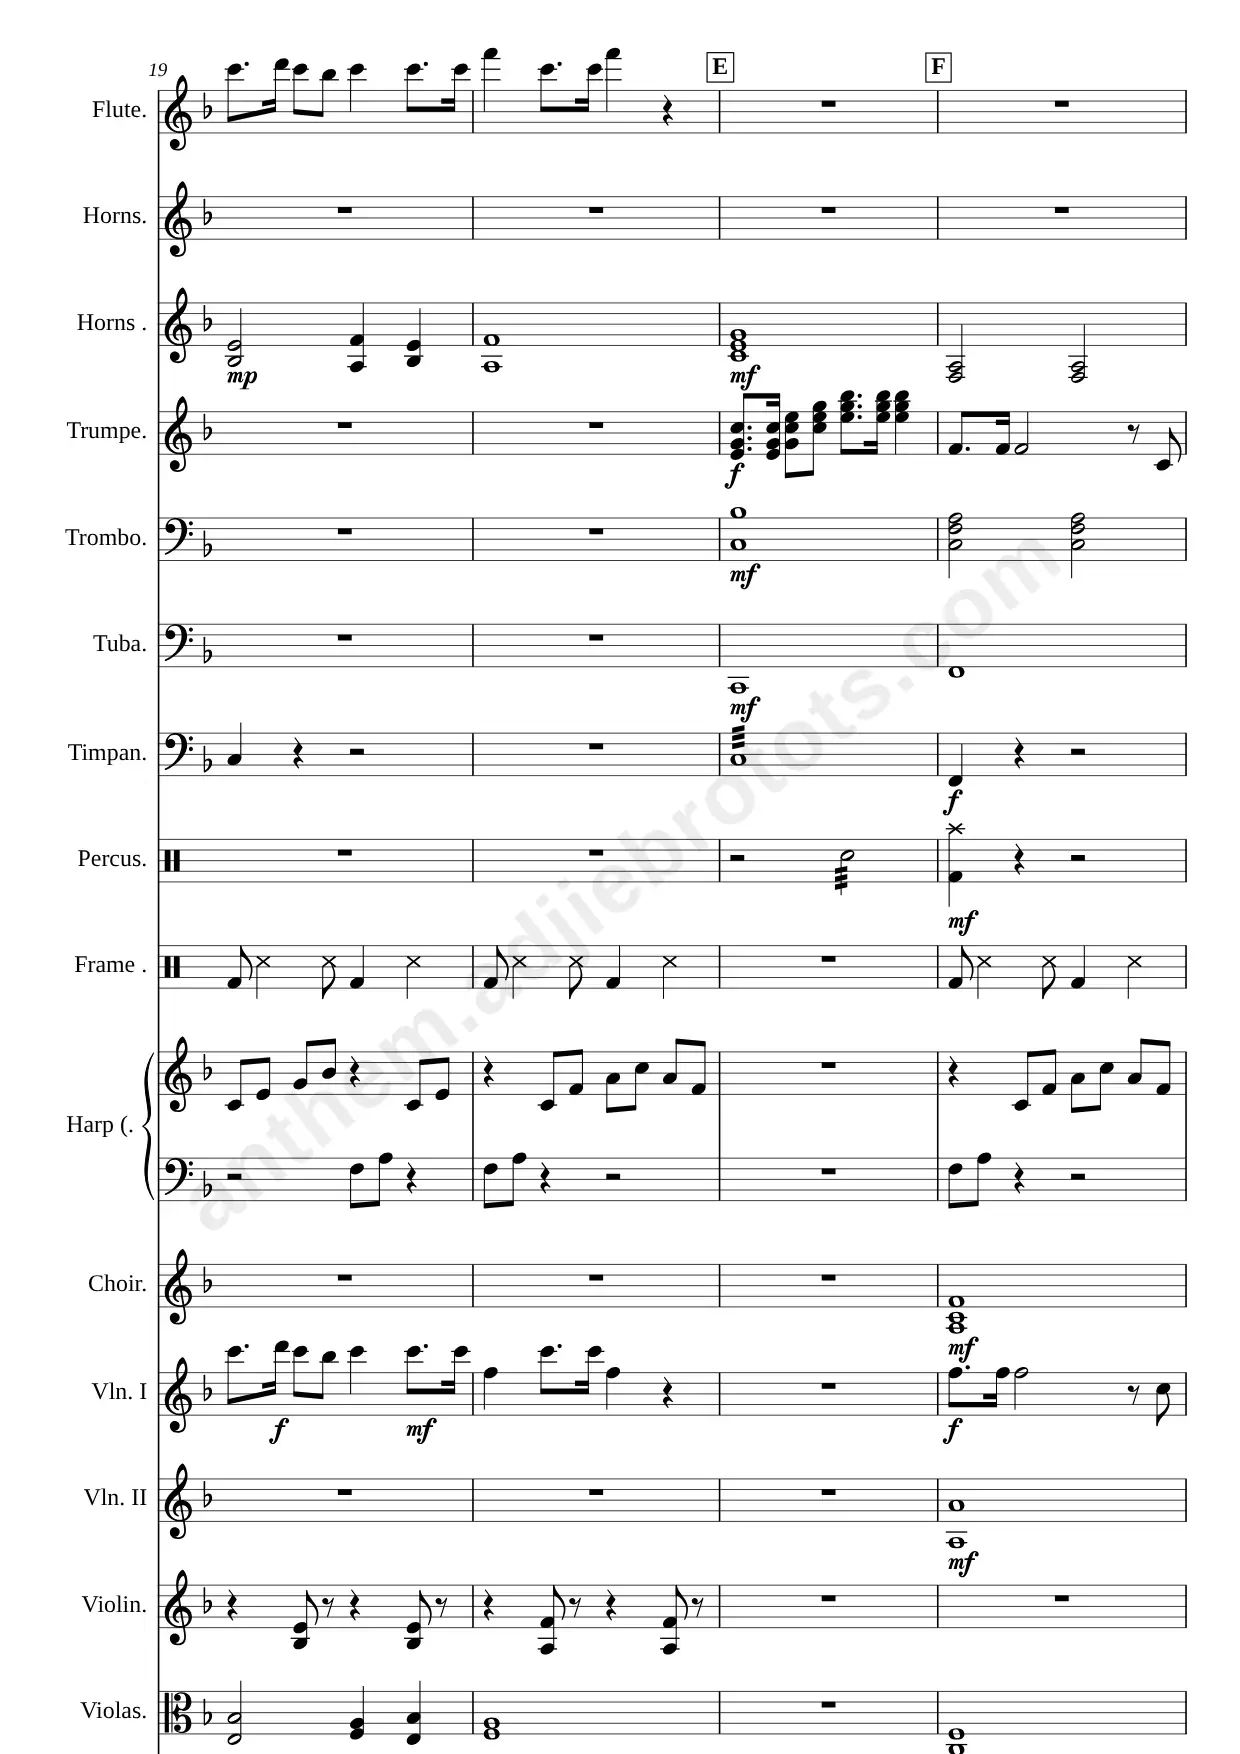 19
E
F
Flute.
Horns.
Horns .
mp
mf
Trumpe.
f
Trombo.
mf
Tuba.
mf
Timpan.
f
Percus.
mf
Frame .
Harp (.
Choir.
mf
Vln. I
f
mf
f
Vln. II
mf
Violin.
Violas.
anthem.adjiebrotots.com